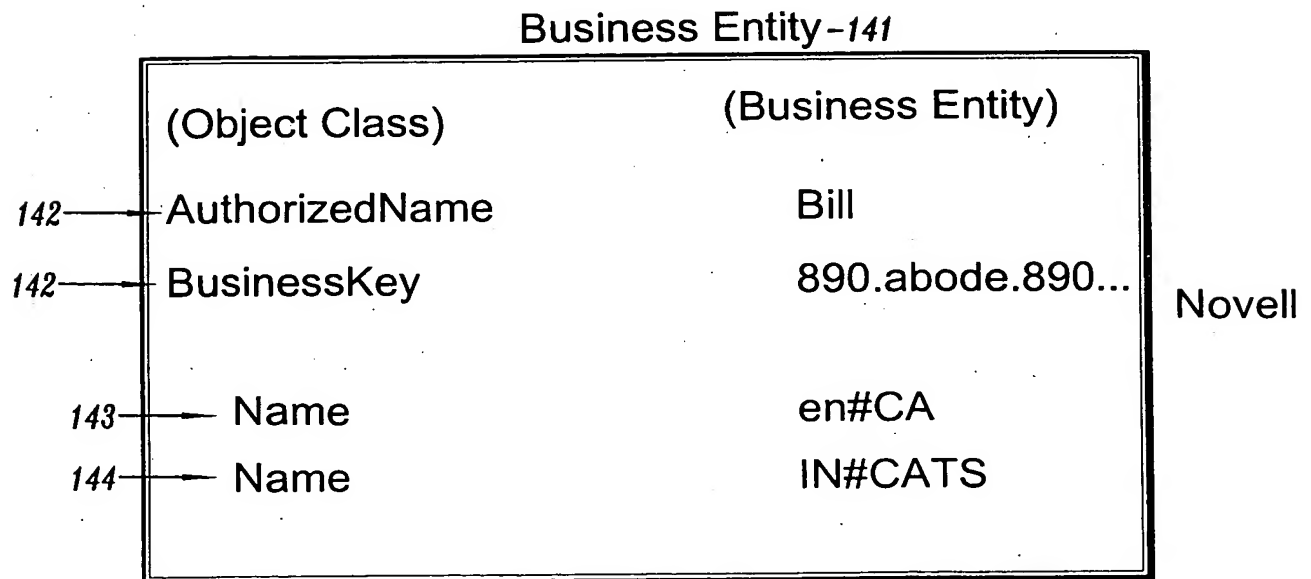 Business Entity-141
(Object Class) (Business Entity)
142 AuthorizedName Bill
142 BusinessKey 890.abode.890...
Novell
143 Name en#CA
144 Name IN#CATS